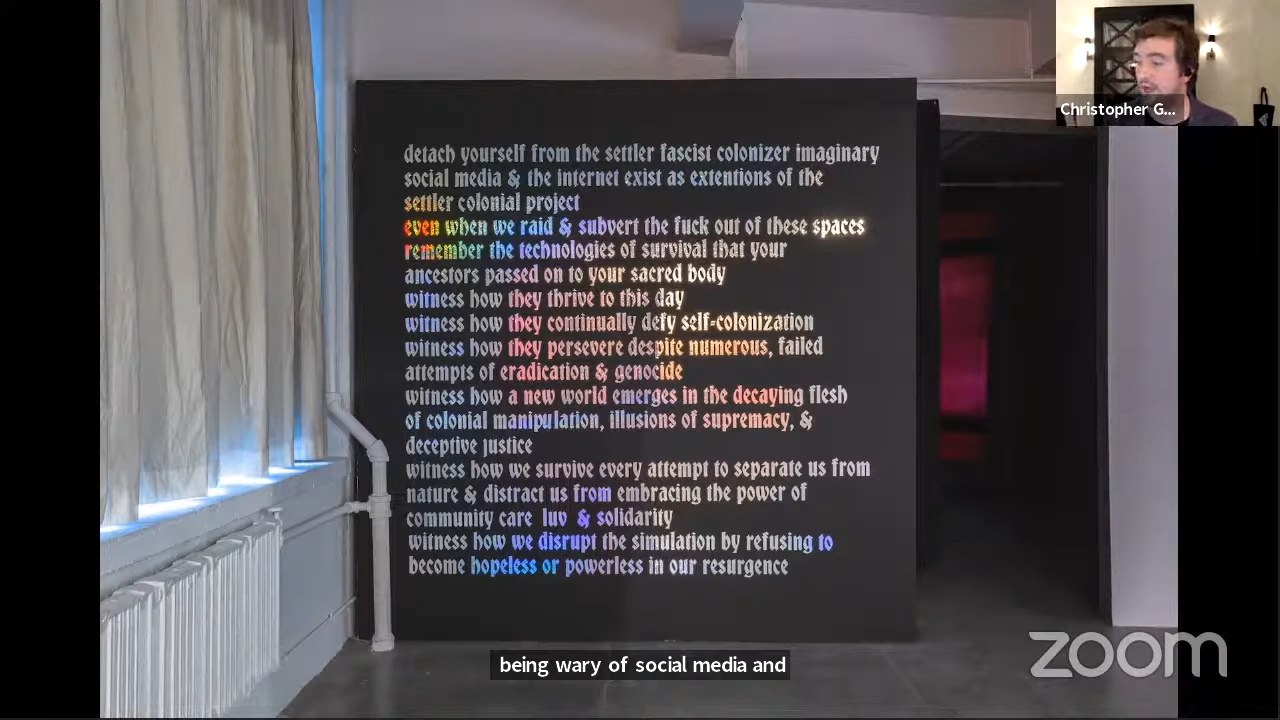 Christopher G...
detach yourself from the settler fascist colonizer imaginary
social media & the internet exist as extentions of the
settler colonial project
even when we raid & subvert the fuck out of these spaces
remember the technologies of survival that your
ancestors passed on to your sacred body
witness how they thrive to this day
witness how they continually defy self-colonization
witness how they persevere despite numerous, failed
attempts of eradication & genocide
witness how a new world emerges in the decaying flesh
of colonial manipulation, illusions of supremacy, &
deceptive justice
witness how we survive every attempt to separate us from
nature & distract us from embracing the power of
community care luv & solidarity
witness how we disrupt the simulation by refusing to
become hopeless or powerless in our resurgence
being wary of social media and
zoom